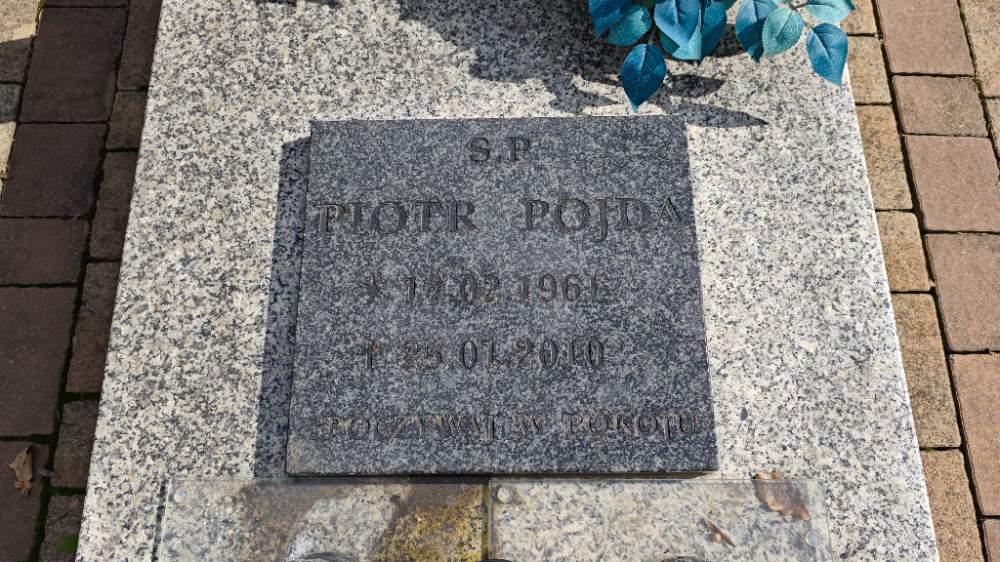 S.P.
PIOTR POJDA
* 17.02.1961
† 25.01.2010
SPOCZYWAJ W POKOJU